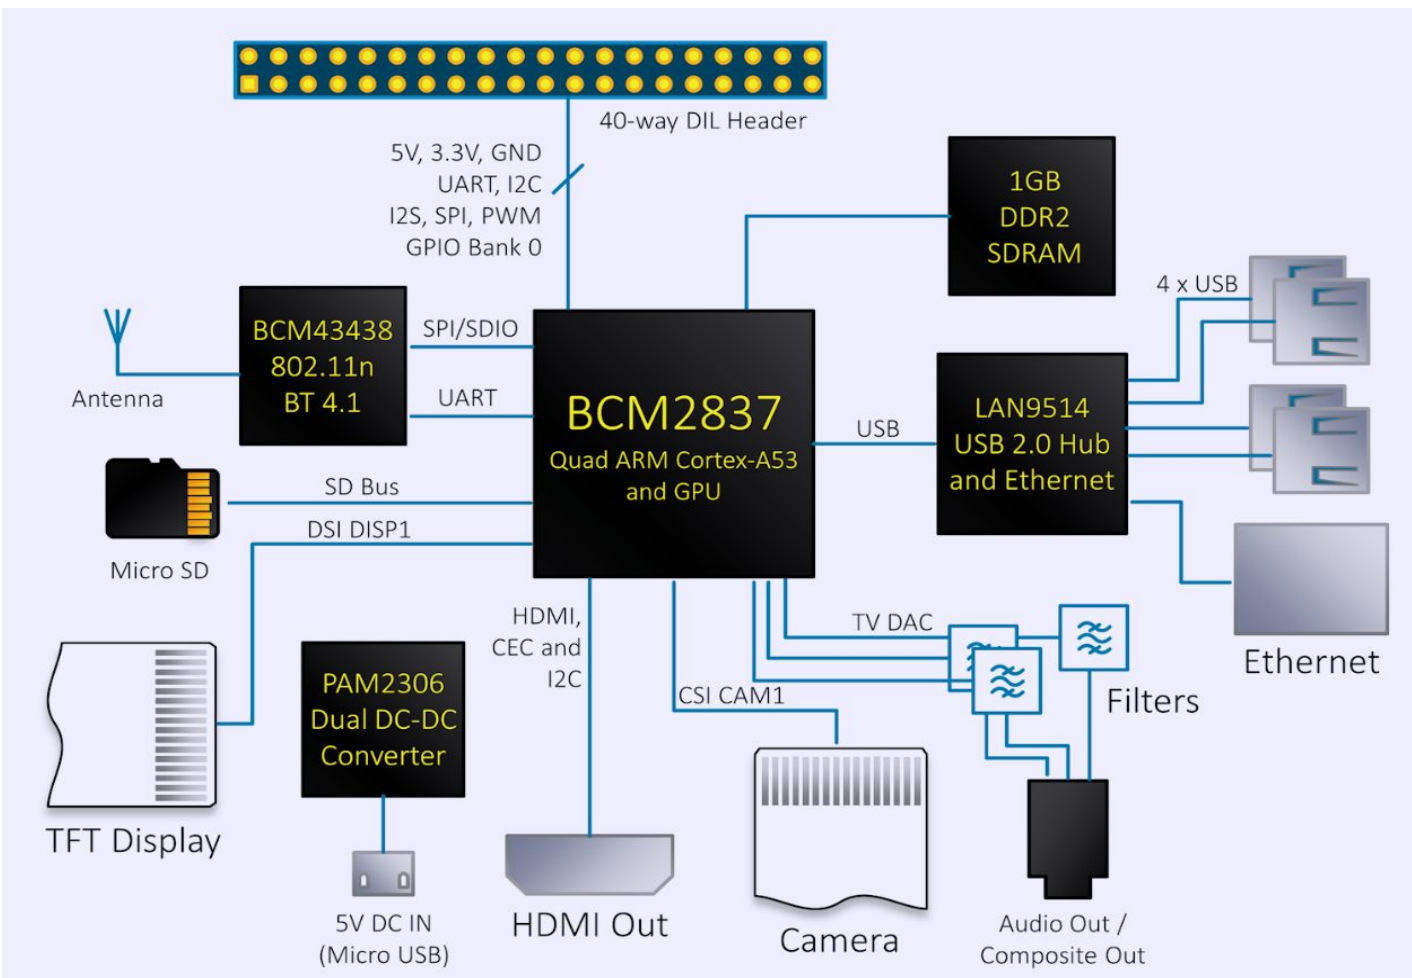 40-way DIL Header
5V, 3.3V, GND
UART, I2C
I2S, SPI, PWM
GPIO Bank 0
1GB
DDR2
SDRAM
4 x USB
BCM43438
802.11n
BT 4.1
SPI/SDIO
UART
Antenna
BCM2837
Quad ARM Cortex-A53
and GPU
USB
LAN9514
USB 2.0 Hub
and Ethernet
SD Bus
DSI DISP1
Micro SD
HDMI,
CEC and
I2C
TV DAC
CSI CAM1
Filters
Ethernet
PAM2306
Dual DC-DC
Converter
TFT Display
5V DC IN
(Micro USB)
HDMI Out
Camera
Audio Out /
Composite Out